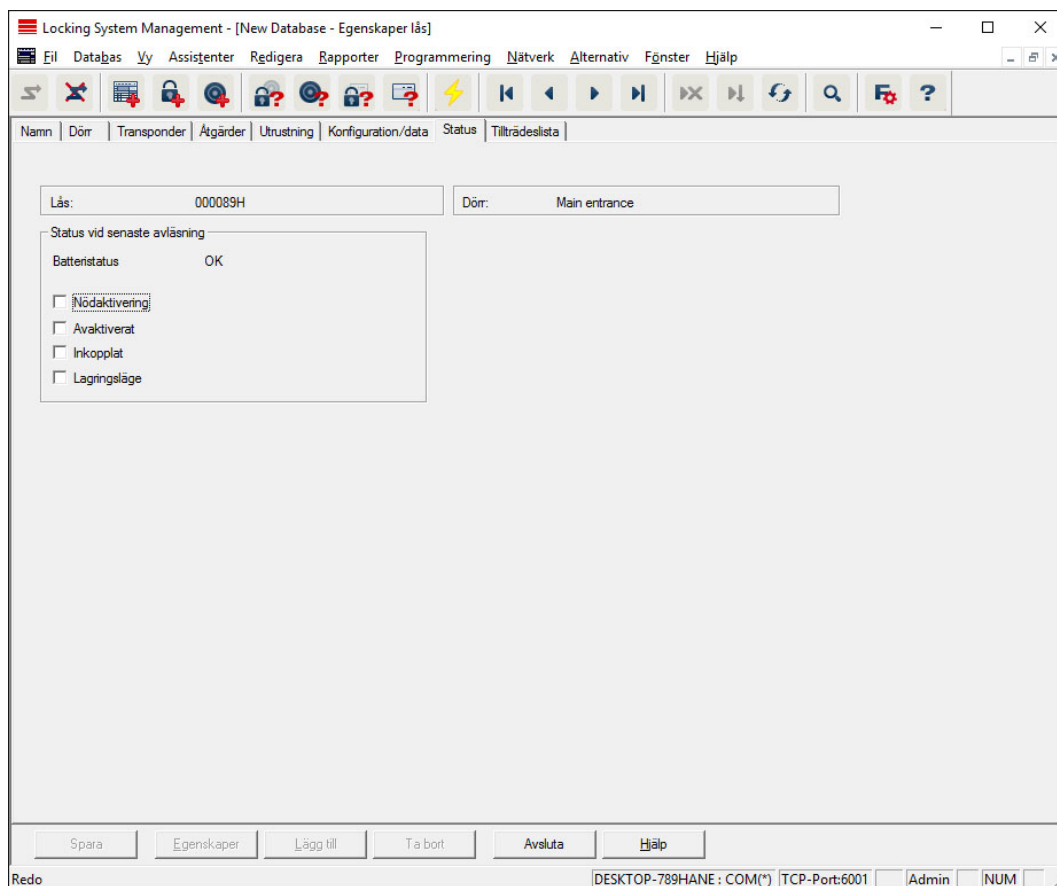 Locking System Management - [New Database - Egenskaper lås]
Fil Databas Vy Assistenter Redigera Rapporter Programmering Nätverk Alternativ Fönster Hjälp
Namn Dörr Transponder Åtgärder Utrustning Konfiguration/data Status Tillträdeslista
Lås: 000089H Dörr: Main entrance
Status vid senaste avläsning
Batteristatus OK
Nödaktivering
Avaktiverat
Inkopplat
Lagringsläge
Spara Egenskaper Lägg till Ta bort Avsluta Hjälp
Redo DESKTOP-789HANE : COM(*) TCP-Port:6001 Admin NUM